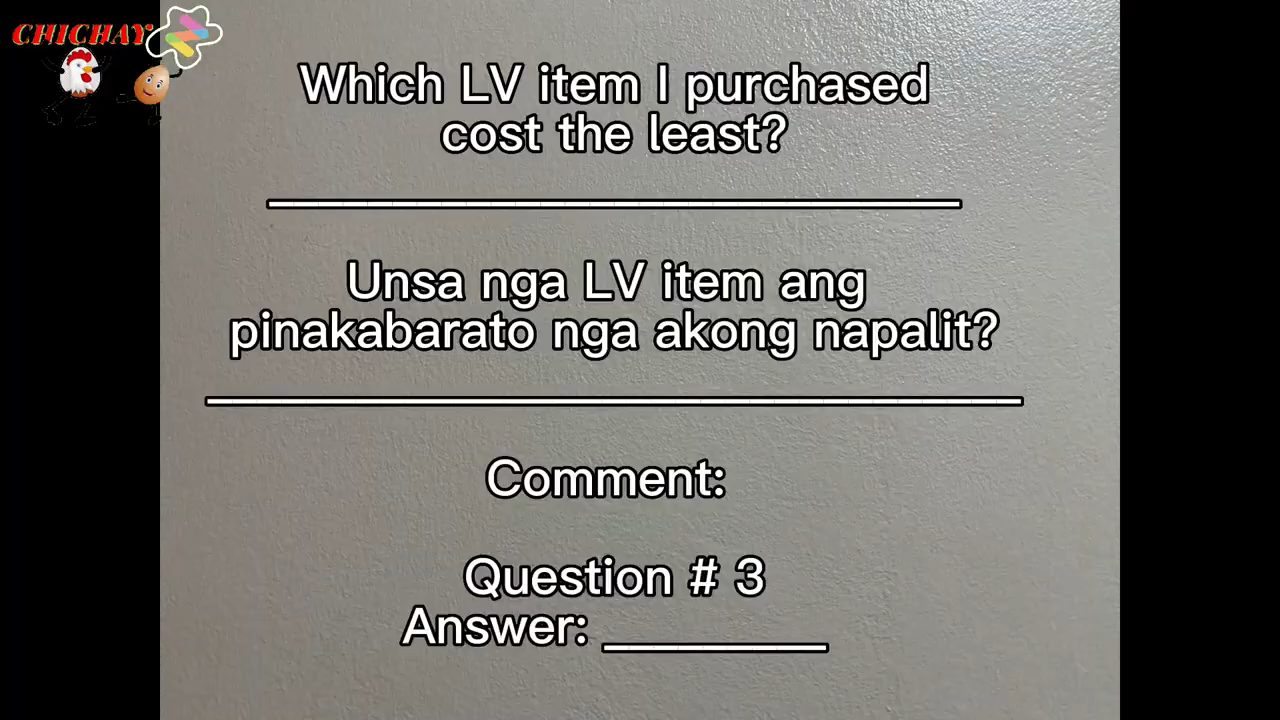 CHICHAY
Which LV item I purchased
cost the least?
Unsa nga LV item ang
pinakabarato nga akong napalit?
Comment:
Question # 3
Answer: __________